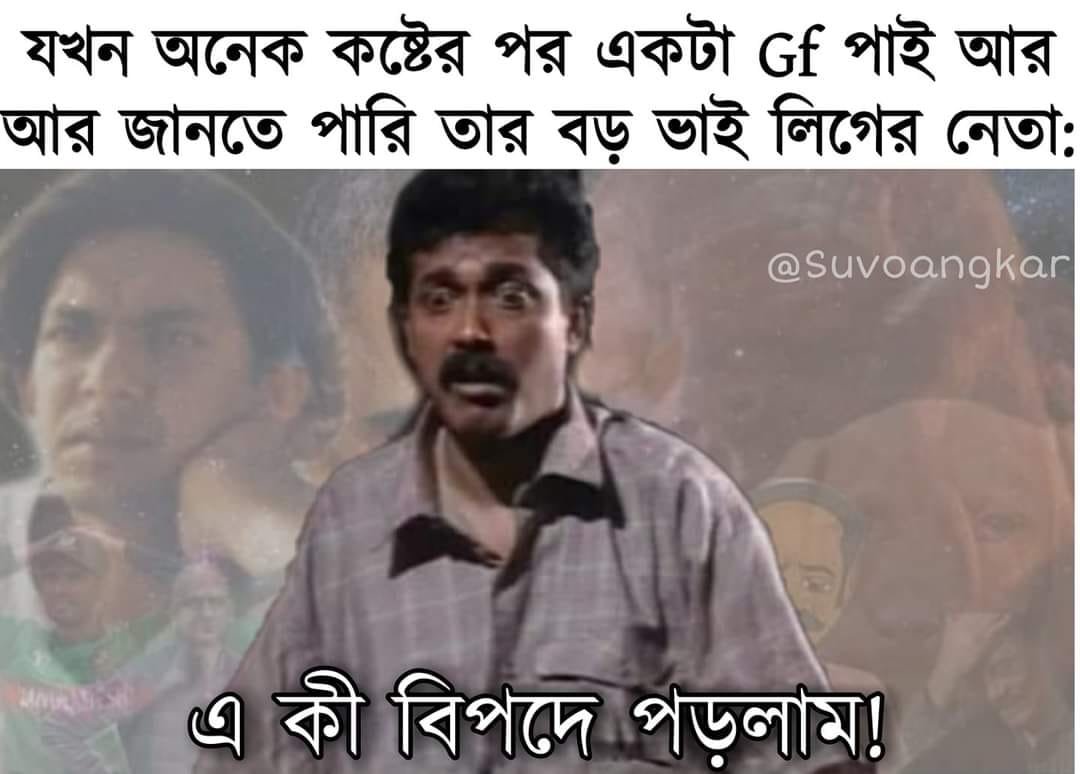 যখন অনেক কষ্টের পর একটা Gf পাই আর
আর জানতে পারি তার বড় ভাই লিগের নেতা:
@Suvoangkar
এ কী বিপদে পড়লাম!